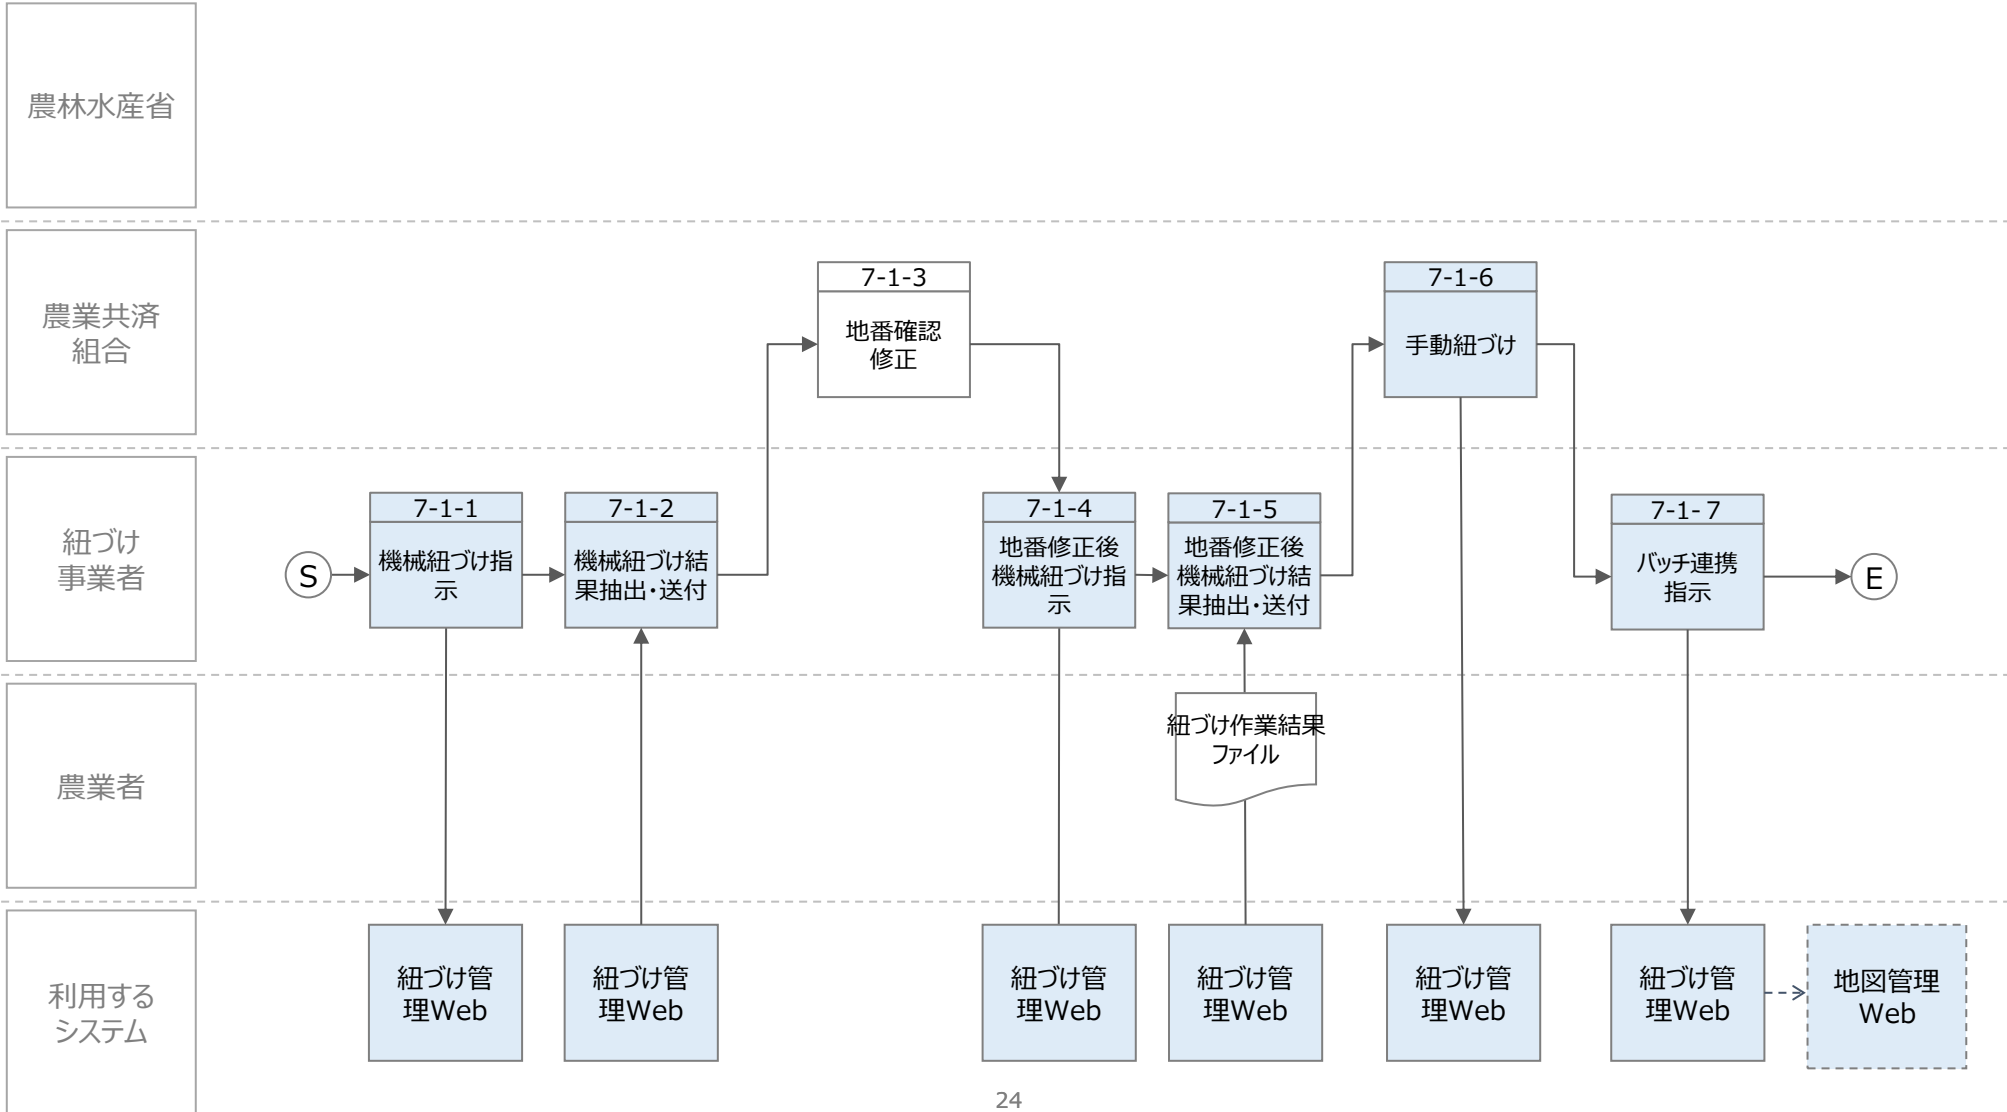 農林水産省
農業共済
組合
7-1-3
地番確認
修正
7-1-6
手動紐づけ
紐づけ
事業者
S
7-1-1
機械紐づけ指
示
7-1-2
機械紐づけ結
果抽出・送付
7-1-4
地番修正後
機械紐づけ指
示
7-1-5
地番修正後
機械紐づけ結
果抽出・送付
7-1- 7
バッチ連携
指示
E
農業者
紐づけ作業結果
ファイル
利用する
システム
紐づけ管
理Web
紐づけ管
理Web
紐づけ管
理Web
紐づけ管
理Web
紐づけ管
理Web
紐づけ管
理Web
地図管理
Web
24